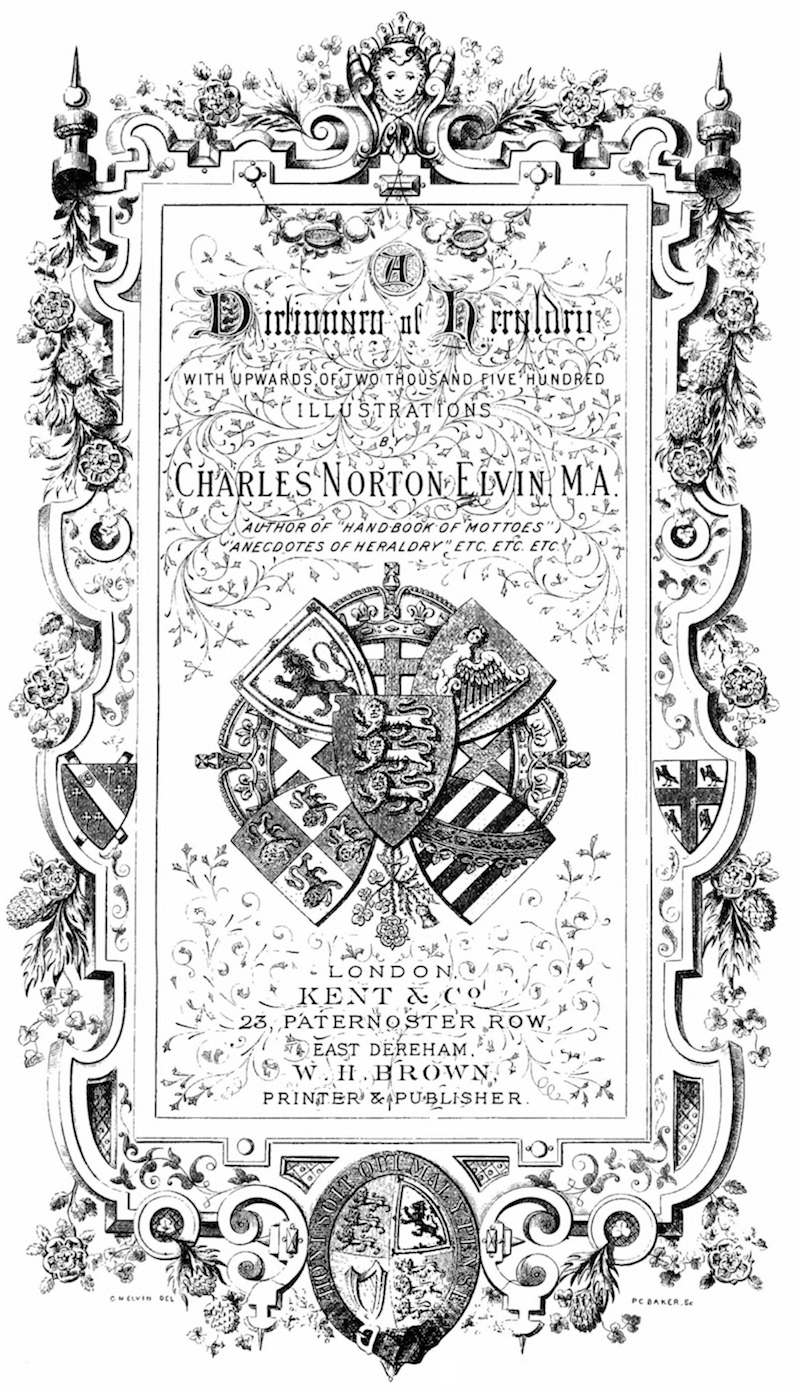 A
Dictionary of Heraldry
WITH UPWARDS OF TWO THOUSAND FIVE HUNDRED
ILLUSTRATIONS
BY
CHARLES NORTON ELVIN. M.A.
AUTHOR OF "HAND-BOOK OF MOTTOES",
"ANECDOTES OF HERALDRY", ETC. ETC. ETC.
LONDON.
KENT & Co.
23, PATERNOSTER ROW,
EAST DEREHAM,
W. H. BROWN,
PRINTER & PUBLISHER.
HONI SOIT QUI MAL Y PENSE
C N ELVIN DEL
P C BAKER. Sc